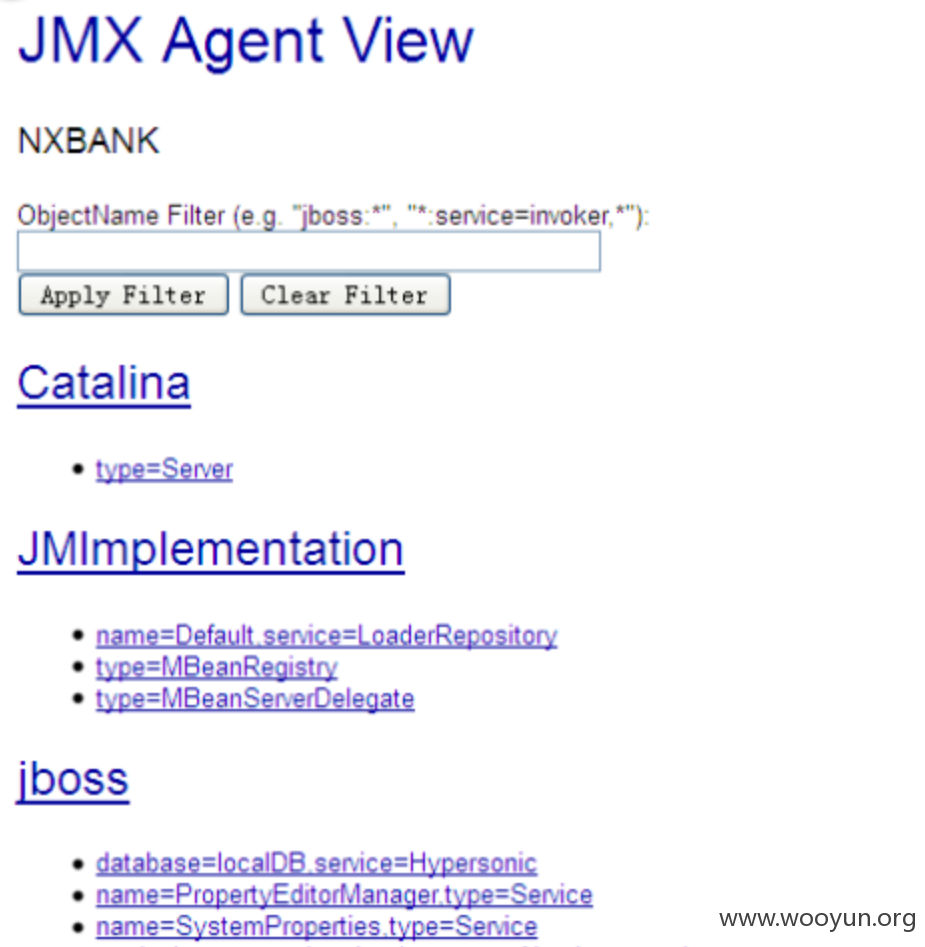 JMX Agent View
NXBANK
ObjectName Filter (e.g. "jboss:*", "*:service=invoker,*"):
Apply Filter Clear Filter
Catalina
type=Server
JMImplementation
name=Default,service=LoaderRepository
type=MBeanRegistry
type=MBeanServerDelegate
jboss
database=localDB,service=Hypersonic
name=PropertyEditorManager,type=Service
name=SystemProperties,type=Service
www.wooyun.org